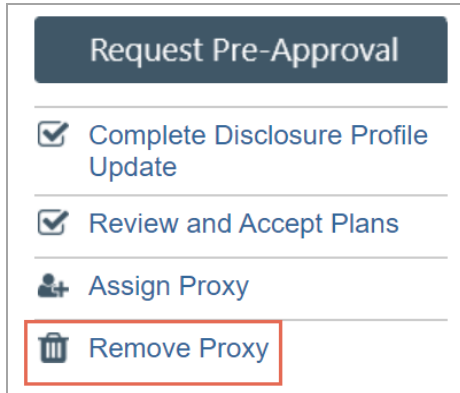 Request Pre-Approval
Complete Disclosure Profile
Update
Review and Accept Plans
Assign Proxy
Remove Proxy